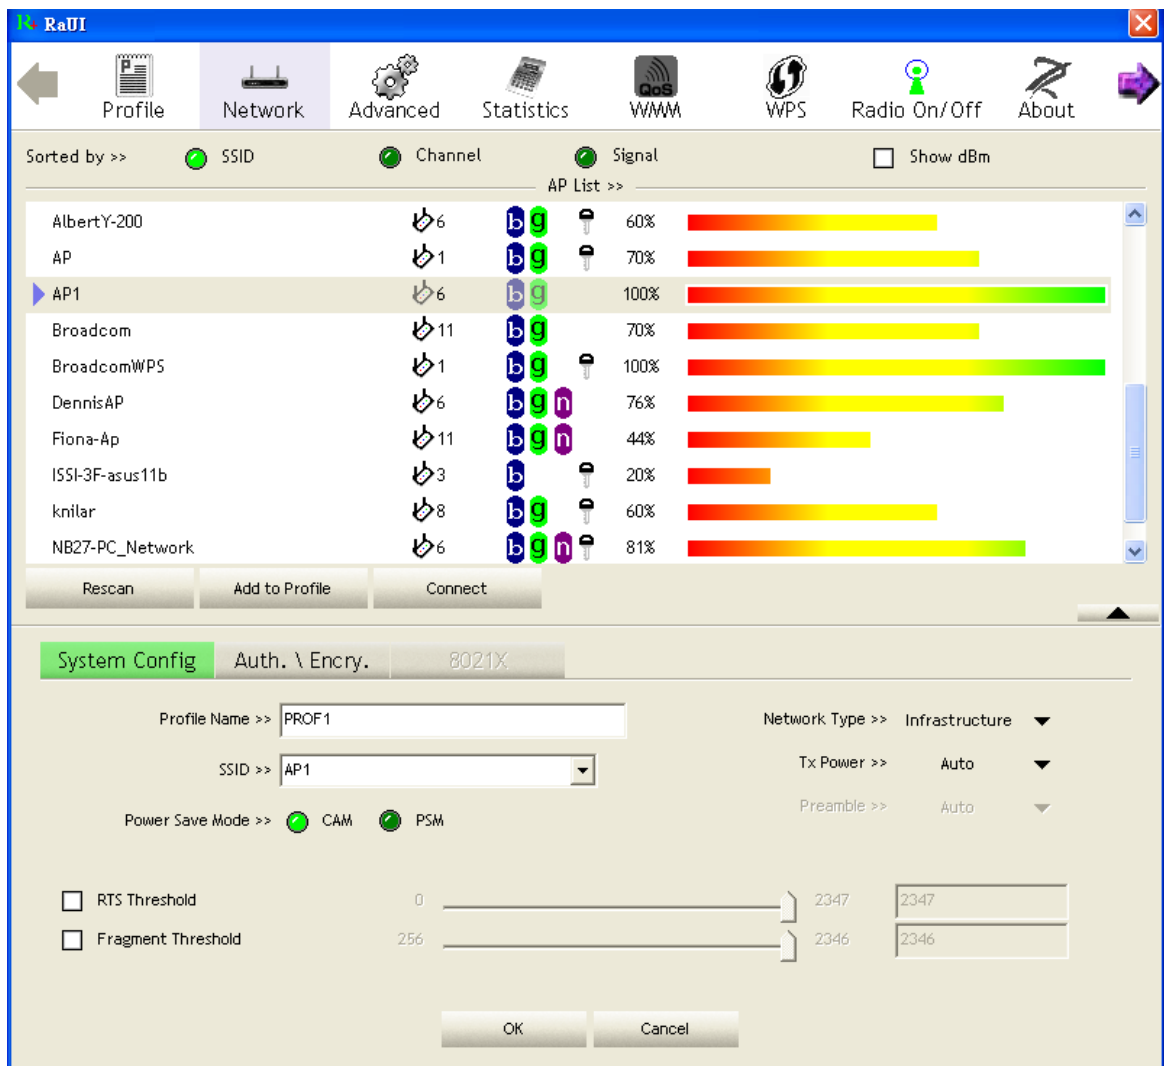 RaUI
Profile Network Advanced Statistics QoS WMM WPS Radio On/Off About
Sorted by >> SSID Channel Signal Show dBm
AP List >>
AlbertY-200 6 b g 60%
AP 1 b g 70%
AP1 6 b g 100%
Broadcom 11 b g 70%
BroadcomWPS 1 b g 100%
DennisAP 6 b g n 76%
Fiona-Ap 11 b g n 44%
ISSI-3F-asus11b 3 b 20%
knilar 8 b g 60%
NB27-PC_Network 6 b g n 81%
Rescan Add to Profile Connect
System Config Auth. \ Encry. 8021X
Profile Name >> PROF1 Network Type >> Infrastructure
SSID >> AP1 Tx Power >> Auto
Power Save Mode >> CAM PSM Preamble >> Auto
RTS Threshold 0 2347 2347
Fragment Threshold 256 2346 2346
OK Cancel